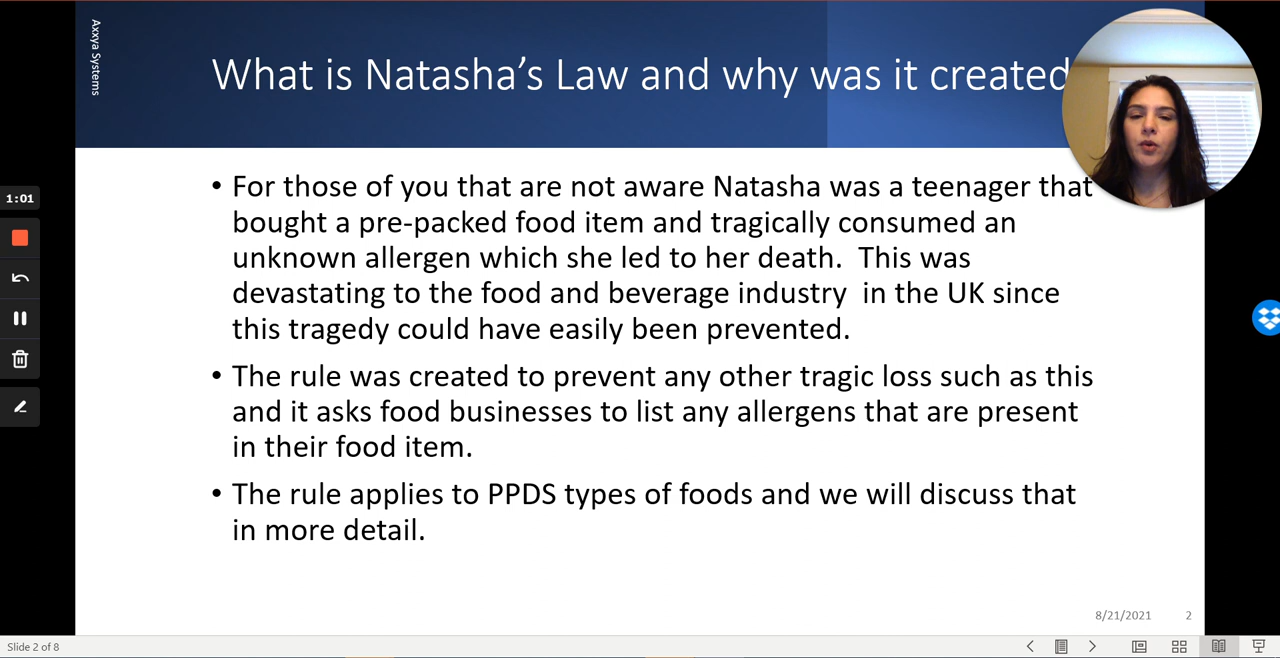 Axxya Systems
What is Natasha's Law and why was it created
• For those of you that are not aware Natasha was a teenager that
bought a pre-packed food item and tragically consumed an
unknown allergen which she led to her death.  This was
devastating to the food and beverage industry  in the UK since
this tragedy could have easily been prevented.
• The rule was created to prevent any other tragic loss such as this
and it asks food businesses to list any allergens that are present
in their food item.
• The rule applies to PPDS types of foods and we will discuss that
in more detail.
1:01
8/21/2021 2
Slide 2 of 8